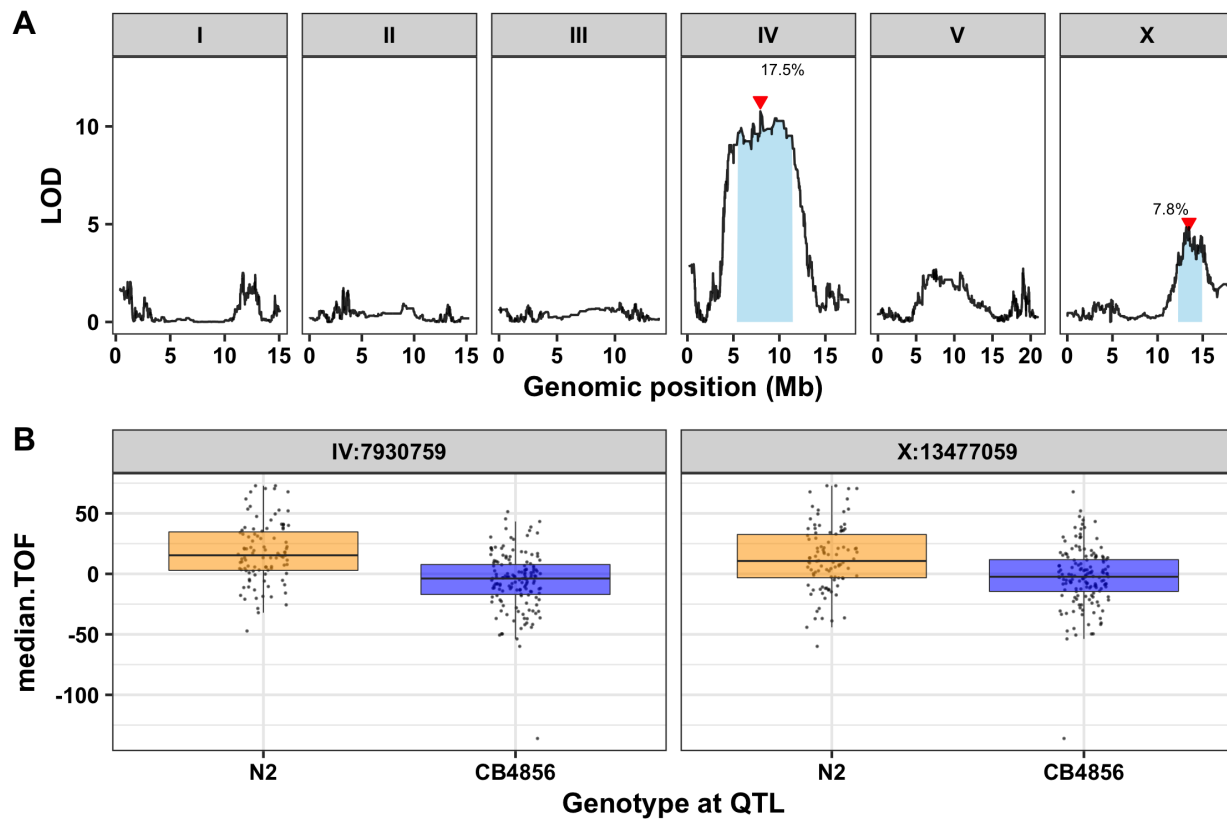 A
I II III IV V X
17.5%
7.8%
10
5
0
LOD
0 5 10 15 0 5 10 15 0 5 10 0 5 10 15 0 5 10 15 20 0 5 10 15
Genomic position (Mb)
B
IV:7930759 X:13477059
50
0
-50
-100
median.TOF
N2 CB4856 N2 CB4856
Genotype at QTL